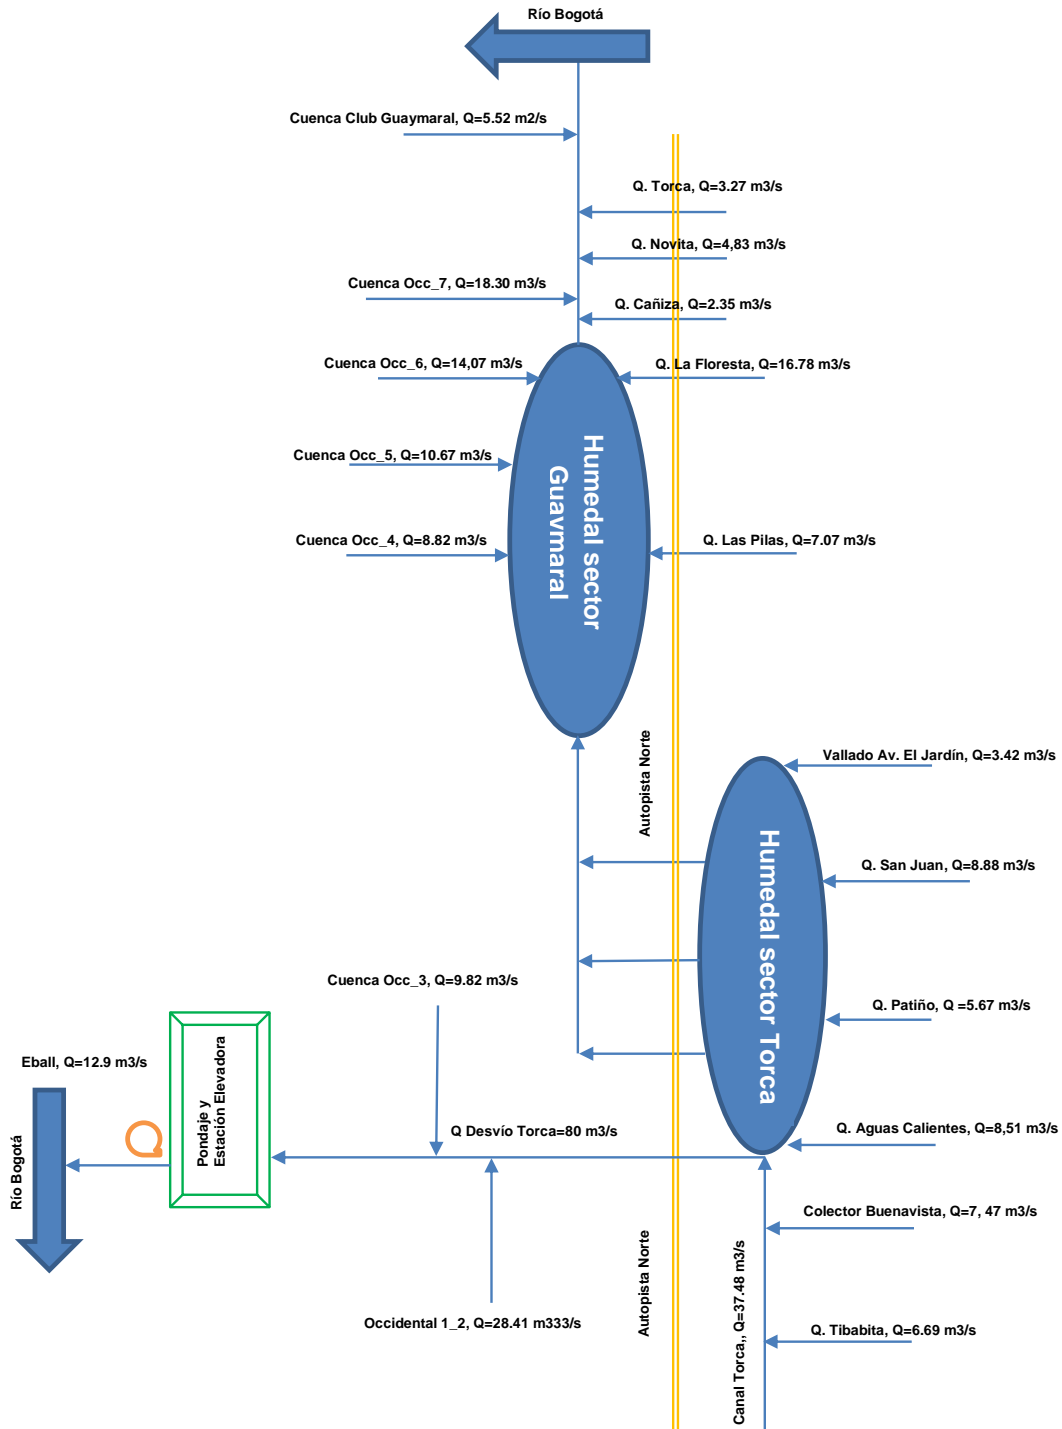 Río Bogotá
Cuenca Club Guaymaral, Q=5.52 m2/s
Q. Torca, Q=3.27 m3/s
Q. Novita, Q=4,83 m3/s
Cuenca Occ_7, Q=18.30 m3/s
Q. Cañiza, Q=2.35 m3/s
Cuenca Occ_6, Q=14,07 m3/s
Q. La Floresta, Q=16.78 m3/s
Cuenca Occ_5, Q=10.67 m3/s
Humedal sector
Guaymaral
Cuenca Occ_4, Q=8.82 m3/s
Q. Las Pilas, Q=7.07 m3/s
Autopista Norte
Vallado Av. El Jardín, Q=3.42 m3/s
Humedal sector Torca
Q. San Juan, Q=8.88 m3/s
Cuenca Occ_3, Q=9.82 m3/s
Q. Patiño, Q =5.67 m3/s
Eball, Q=12.9 m3/s
Pondaje y
Estación Elevadora
Q Desvío Torca=80 m3/s
Q. Aguas Calientes, Q=8,51 m3/s
Río Bogotá
Colector Buenavista, Q=7, 47 m3/s
Autopista Norte
Canal Torca,, Q=37.48 m3/s
Occidental 1_2, Q=28.41 m333/s
Q. Tibabita, Q=6.69 m3/s